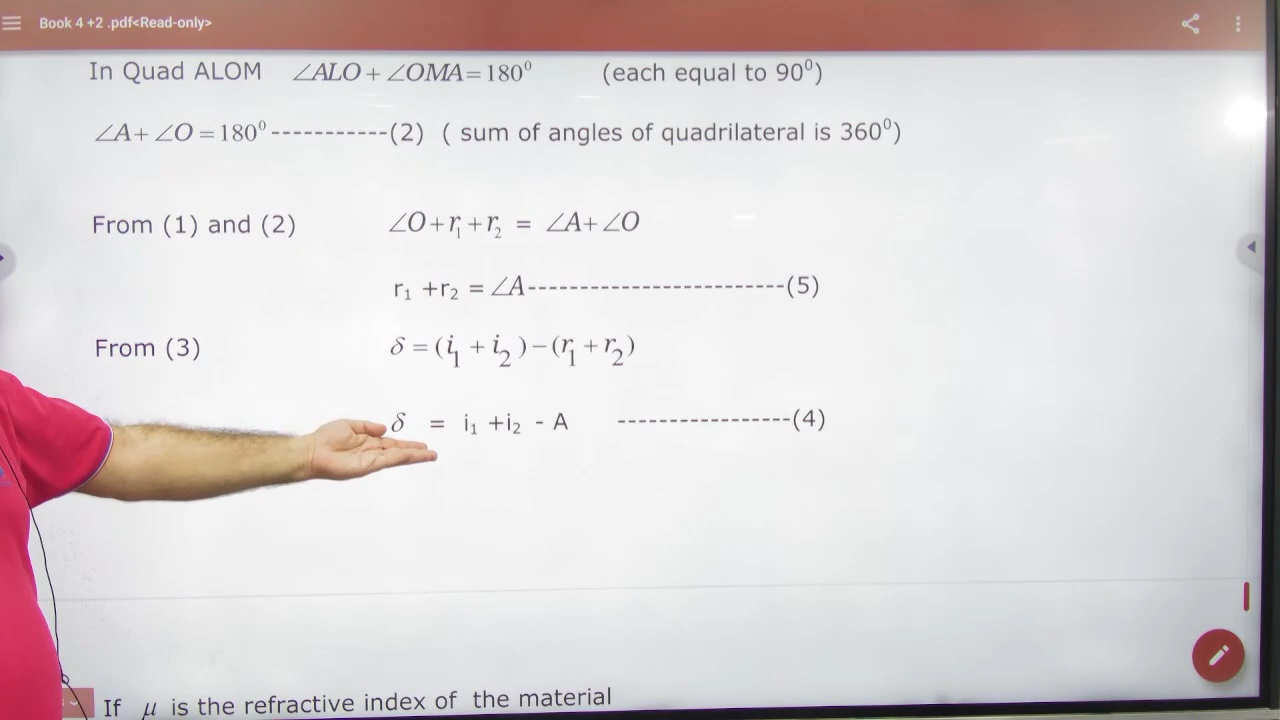 Book 4 +2 .pdf<Read-only>
In Quad ALOM ∠ALO + ∠OMA = 180⁰ (each equal to 90⁰)
∠A + ∠O = 180⁰ -----------(2) ( sum of angles of quadrilateral is 360⁰)
From (1) and (2) ∠O + r₁ + r₂ = ∠A + ∠O
r₁ +r₂ = ∠A-------------------------(5)
From (3) δ = (i₁ + i₂) − (r₁ + r₂)
δ = i₁ +i₂ - A -----------------(4)
If μ is the refractive index of the material